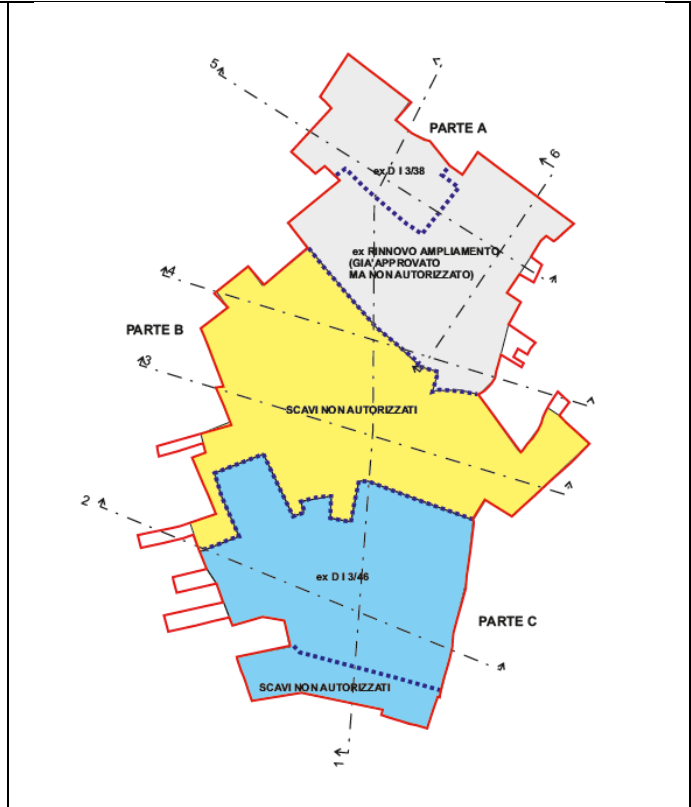 5
PARTE A
6
ex D I 3/38
ex RINNOVO AMPLIAMENTO
(GIA'APPROVATO
MA NON AUTORIZZATO)
4
PARTE B
3
SCAVI NON AUTORIZZATI
2
ex D I 3/46
PARTE C
SCAVI NON AUTORIZZATI
1